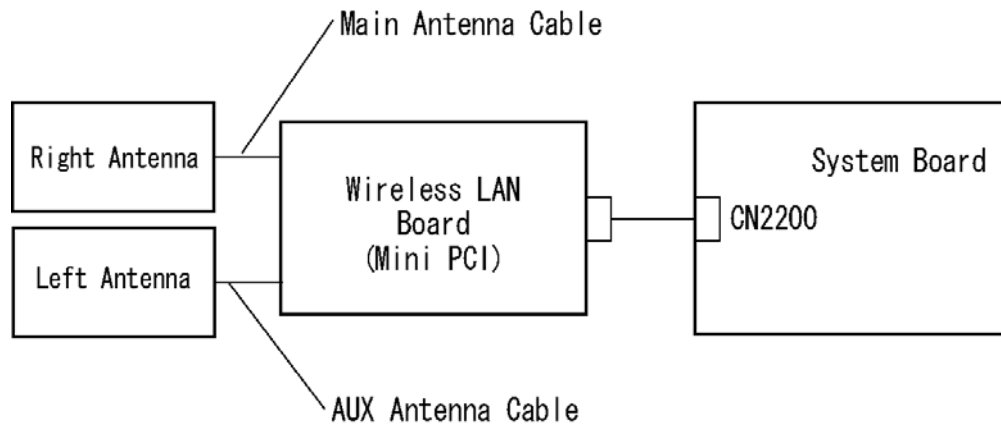 Main Antenna Cable
Right Antenna
Wireless LAN
Board
(Mini PCI)
System Board
CN2200
Left Antenna
AUX Antenna Cable